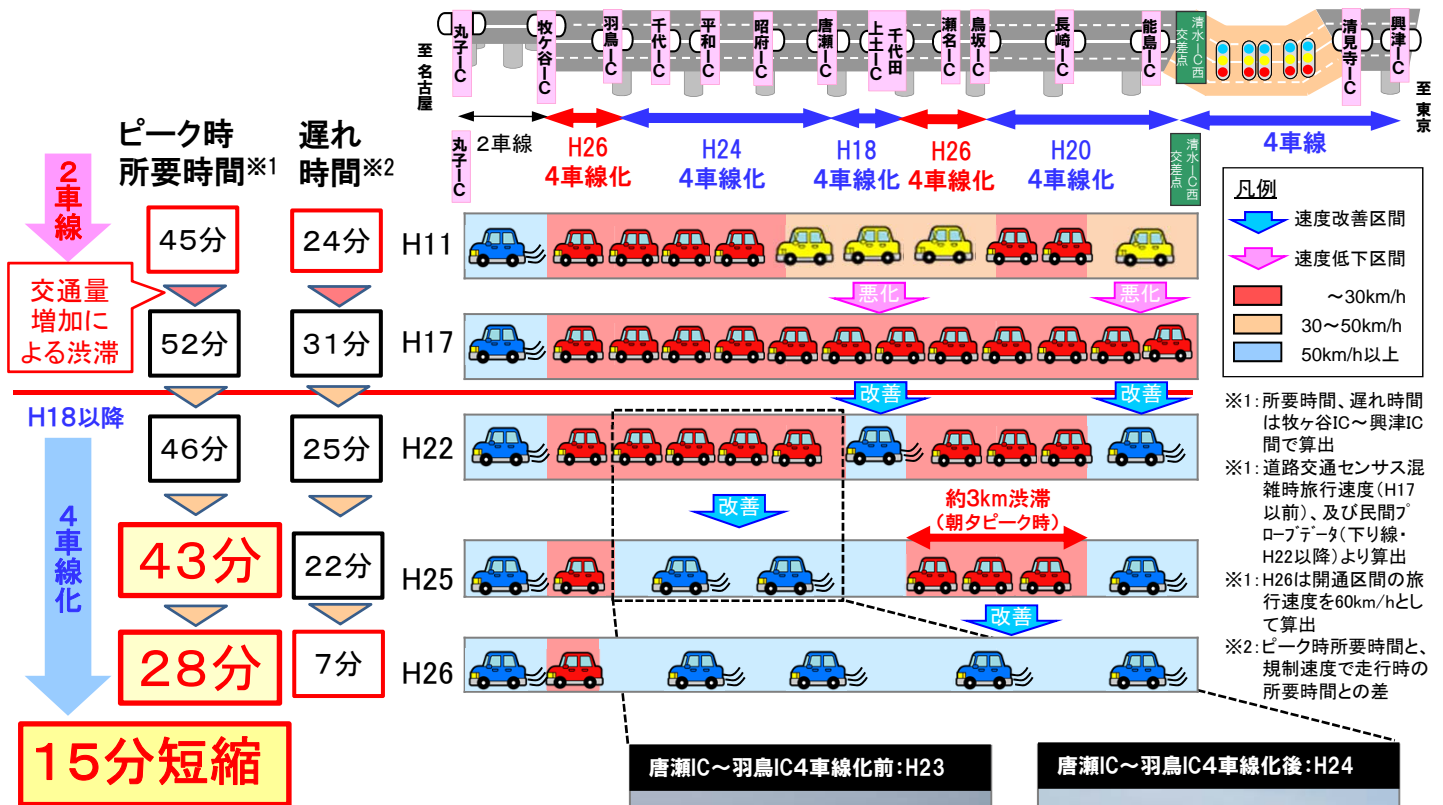 至 名古屋
丸子IC
牧ケ谷IC
羽鳥IC
千代IC
平和IC
昭府IC
唐瀬IC
千代田
上土IC
瀬名IC
鳥坂IC
長崎IC
能島IC
清水IC西
交差点
清見寺IC
興津IC
至 東京
丸子IC
2車線
H26
4車線化
H24
4車線化
H18
4車線化
H26
4車線化
H20
4車線化
清水IC西
交差点
4車線
ピーク時
所要時間※1
遅れ
時間※2
2車線
交通量
増加に
よる渋滞
H18以降
4車線化
45分
24分
H11
悪化
悪化
52分
31分
H17
改善
改善
46分
25分
H22
改善
約3km渋滞
(朝夕ピーク時)
43分
22分
H25
改善
28分
7分
H26
15分短縮
凡例
速度改善区間
速度低下区間
～30km/h
30～50km/h
50km/h以上
※1:所要時間、遅れ時間
は牧ヶ谷IC～興津IC
間で算出
※1:道路交通センサス混
雑時旅行速度(H17
以前)、及び民間プ
ローブデータ(下り線・
H22以降)より算出
※1:H26は開通区間の旅
行速度を60km/hとし
て算出
※2:ピーク時所要時間と、
規制速度で走行時の
所要時間との差
唐瀬IC～羽鳥IC4車線化前:H23
唐瀬IC～羽鳥IC4車線化後:H24